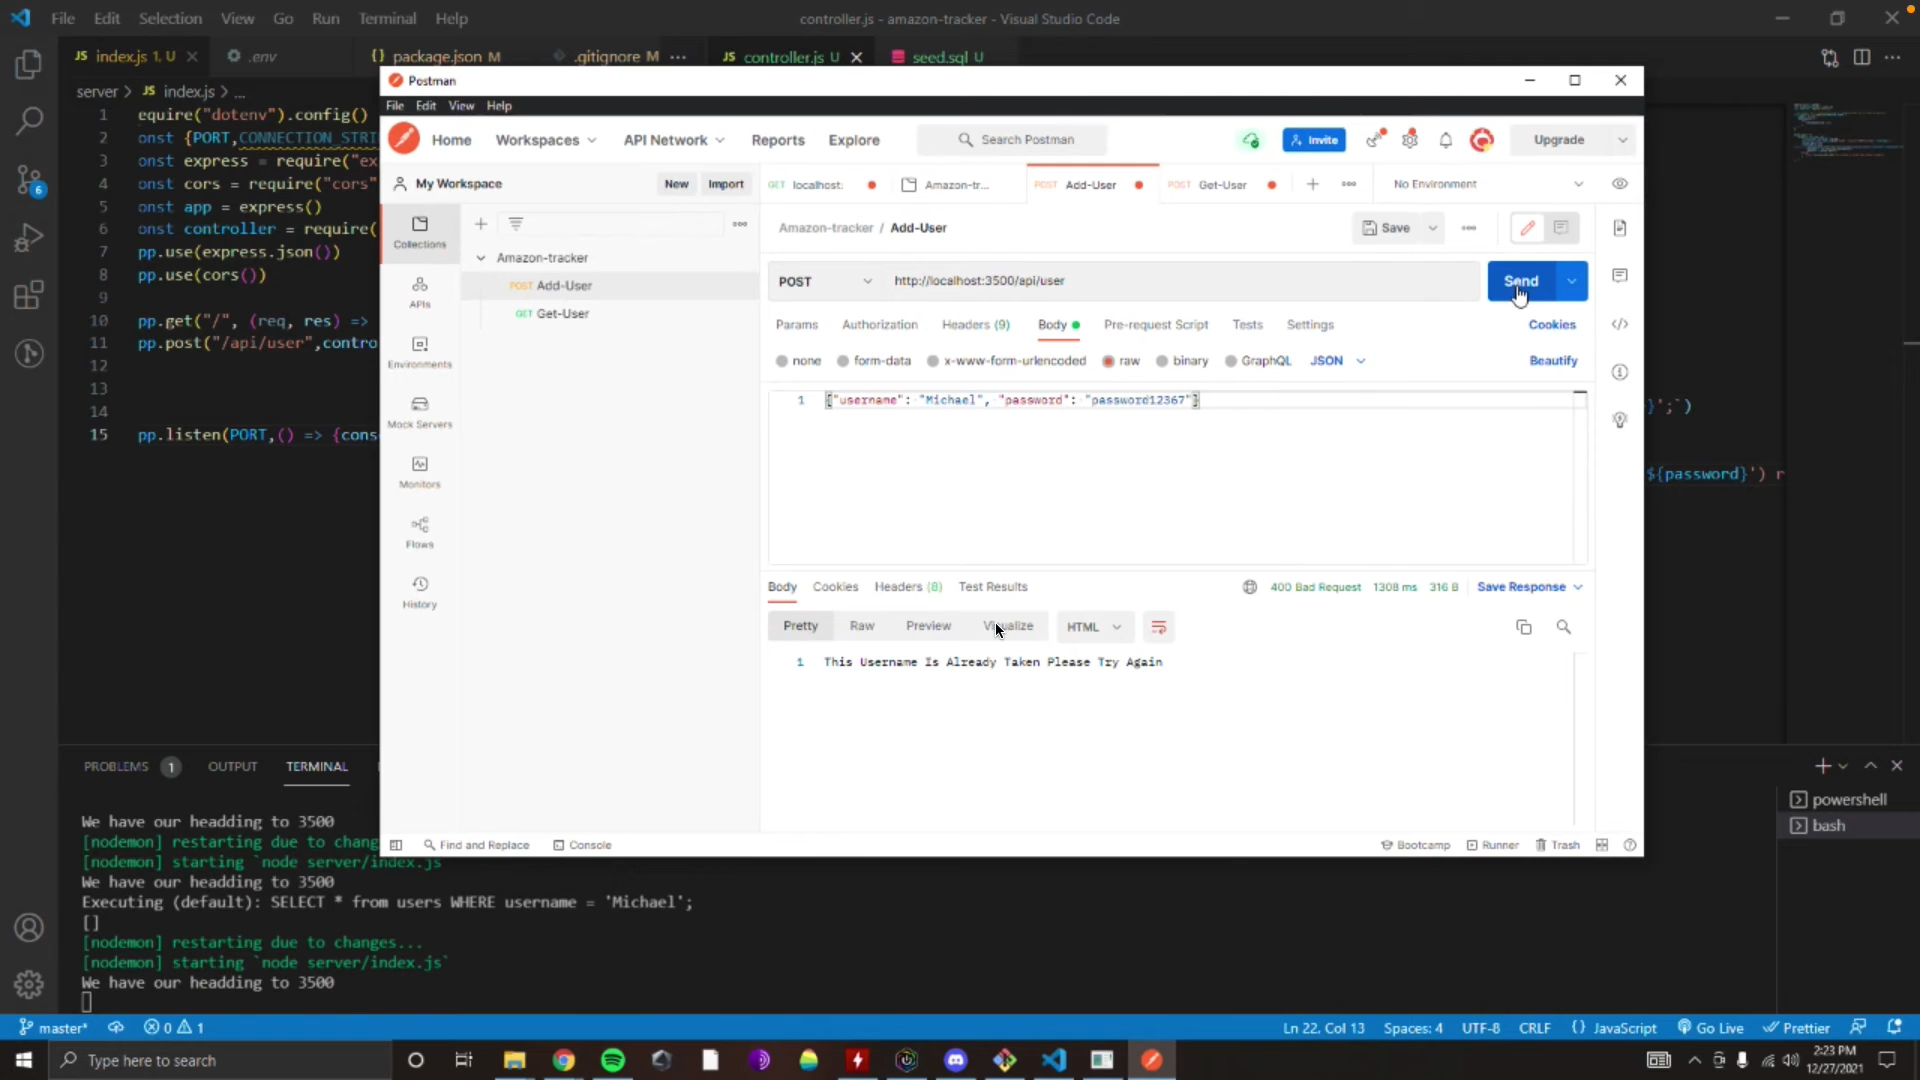 File Edit Selection View Go Run Terminal Help
controller.js - amazon-tracker - Visual Studio Code
JS index.js 1, U
.env
{} package.json M
.gitignore M
JS controller.js U
seed.sql U
server > JS index.js > ...
1 equire("dotenv").config()
2 onst {PORT,CONNECTION_STRI
3 onst express = require("ex
4 onst cors = require("cors"
5 onst app = express()
6 onst controller = require(
7 pp.use(express.json())
8 pp.use(cors())
9
10 pp.get("/", (req, res) =>
11 pp.post("/api/user",contro
12
13
14
15 pp.listen(PORT,() => {cons
}';`)
${password}') r
Postman
File Edit View Help
Home Workspaces API Network Reports Explore
Search Postman
Invite
Upgrade
My Workspace
New Import
GET localhost:
Amazon-tr...
POST Add-User
POST Get-User
No Environment
Collections
APIs
Environments
Mock Servers
Monitors
Flows
History
Amazon-tracker
POST Add-User
GET Get-User
Amazon-tracker / Add-User
Save
POST http://localhost:3500/api/user
Send
Params Authorization Headers (9) Body Pre-request Script Tests Settings Cookies
none form-data x-www-form-urlencoded raw binary GraphQL JSON Beautify
1 {"username": "Michael", "password": "password12367"}
Body Cookies Headers (8) Test Results 400 Bad Request 1308 ms 316 B Save Response
Pretty Raw Preview Visualize HTML
1 This Username Is Already Taken Please Try Again
Find and Replace Console Bootcamp Runner Trash
PROBLEMS 1 OUTPUT TERMINAL
powershell
bash
We have our headding to 3500
[nodemon] restarting due to chang
[nodemon] starting `node server/index.js
We have our headding to 3500
Executing (default): SELECT * from users WHERE username = 'Michael';
[]
[nodemon] restarting due to changes...
[nodemon] starting `node server/index.js`
We have our headding to 3500
6
master* 0 1
Ln 22, Col 13 Spaces: 4 UTF-8 CRLF {} JavaScript Go Live Prettier
Type here to search
2:23 PM
12/27/2021